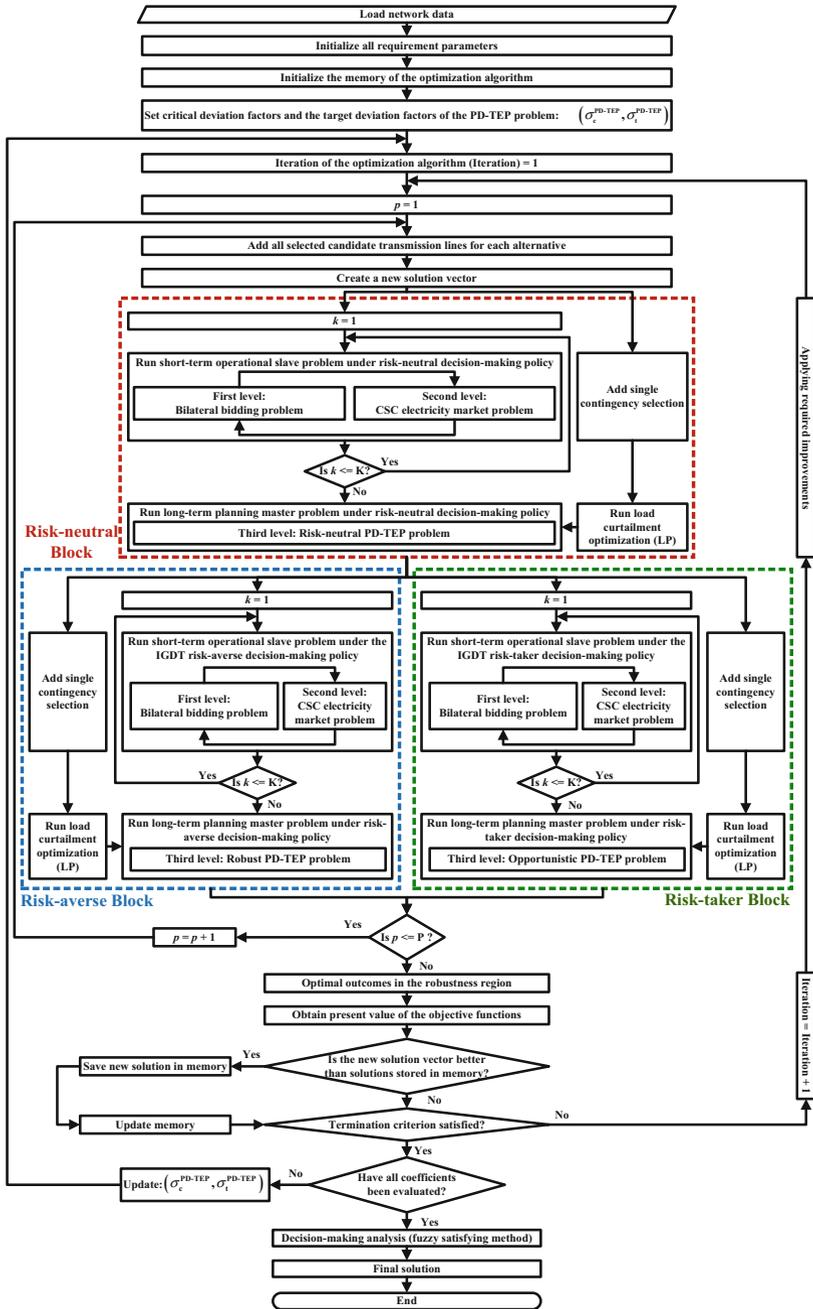 Load network data
Initialize all requirement parameters
Initialize the memory of the optimization algorithm
Set critical deviation factors and the target deviation factors of the PD-TEP problem: (σ_c^PD-TEP, σ_t^PD-TEP)
Iteration of the optimization algorithm (Iteration) = 1
p = 1
Add all selected candidate transmission lines for each alternative
Create a new solution vector
k = 1
Run short-term operational slave problem under risk-neutral decision-making policy
First level:
Bilateral bidding problem
Second level:
CSC electricity market problem
Add single
contingency selection
Applying required improvements
Is k <= K?
Yes
No
Run long-term planning master problem under risk-neutral decision-making policy
Third level: Risk-neutral PD-TEP problem
Run load
curtailment
optimization (LP)
Risk-neutral
Block
k = 1
Run short-term operational slave problem under the
IGDT risk-averse decision-making policy
Add single
contingency
selection
First level:
Bilateral bidding problem
Second level:
CSC electricity
market problem
Yes
Is k <= K?
No
Run load
curtailment
optimization
(LP)
Run long-term planning master problem under risk-
averse decision-making policy
Third level: Robust PD-TEP problem
Risk-averse Block
k = 1
Run short-term operational slave problem under the
IGDT risk-taker decision-making policy
First level:
Bilateral bidding problem
Second level:
CSC electricity
market problem
Add single
contingency
selection
Is k <= K?
Yes
No
Run long-term planning master problem under risk-
taker decision-making policy
Third level: Opportunistic PD-TEP problem
Run load
curtailment
optimization
(LP)
Risk-taker Block
Is p <= P ?
Yes
p = p + 1
No
Optimal outcomes in the robustness region
Obtain present value of the objective functions
Is the new solution vector better
than solutions stored in memory?
Yes
Save new solution in memory
No
Update memory
Termination criterion satisfied?
No
Iteration = Iteration + 1
Yes
Have all coefficients
been evaluated?
No
Update: (σ_c^PD-TEP, σ_t^PD-TEP)
Yes
Decision-making analysis (fuzzy satisfying method)
Final solution
End